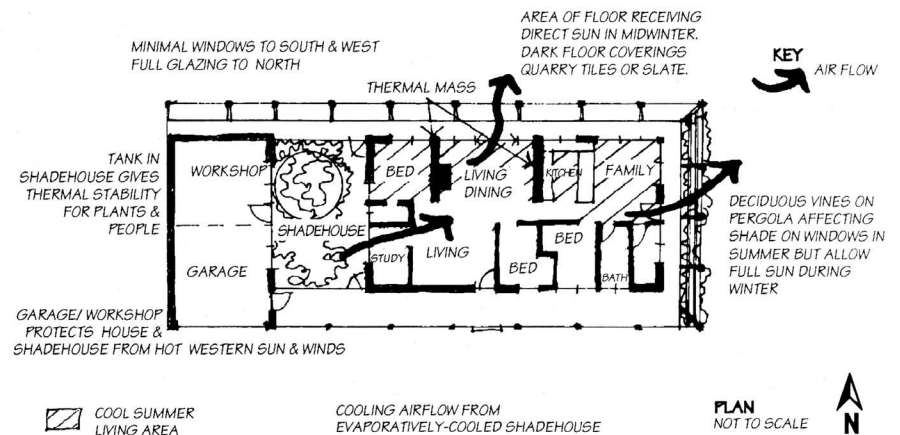 AREA OF FLOOR RECEIVING
DIRECT SUN IN MIDWINTER.
DARK FLOOR COVERINGS
QUARRY TILES OR SLATE.
MINIMAL WINDOWS TO SOUTH & WEST
FULL GLAZING TO NORTH
KEY
AIR FLOW
THERMAL MASS
TANK IN
SHADEHOUSE GIVES
THERMAL STABILITY
FOR PLANTS &
PEOPLE
WORKSHOP
BED
LIVING
DINING
KITCHEN
FAMILY
SHADEHOUSE
GARAGE
STUDY
LIVING
BED
BED
BATH
DECIDUOUS VINES ON
PERGOLA AFFECTING
SHADE ON WINDOWS IN
SUMMER BUT ALLOW
FULL SUN DURING
WINTER
GARAGE/ WORKSHOP
PROTECTS HOUSE &
SHADEHOUSE FROM HOT WESTERN SUN & WINDS
COOL SUMMER
LIVING AREA
COOLING AIRFLOW FROM
EVAPORATIVELY-COOLED SHADEHOUSE
PLAN
NOT TO SCALE
N